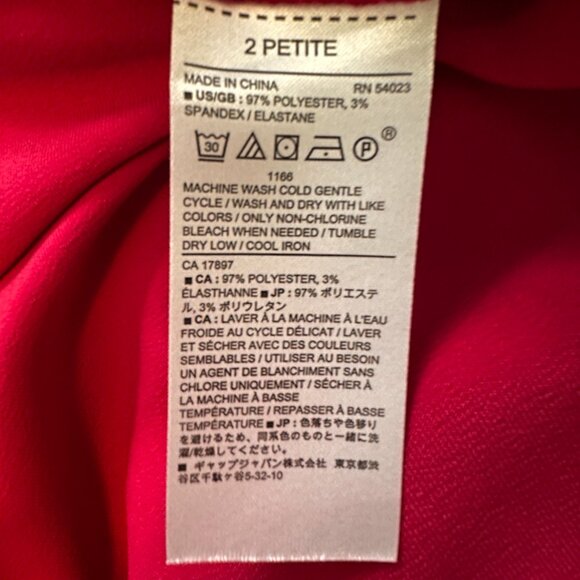 2 PETITE
MADE IN CHINA RN 54023
■ US/GB : 97% POLYESTER, 3%
SPANDEX / ELASTANE
30 P ®
1166
MACHINE WASH COLD GENTLE
CYCLE / WASH AND DRY WITH LIKE
COLORS / ONLY NON-CHLORINE
BLEACH WHEN NEEDED / TUMBLE
DRY LOW / COOL IRON
CA 17897
■ CA : 97% POLYESTER, 3%
ÉLASTHANNE ■ JP : 97% ポリエステ
ル, 3% ポリウレタン
■ CA : LAVER À LA MACHINE À L'EAU
FROIDE AU CYCLE DÉLICAT / LAVER
ET SÉCHER AVEC DES COULEURS
SEMBLABLES / UTILISER AU BESOIN
UN AGENT DE BLANCHIMENT SANS
CHLORE UNIQUEMENT / SÉCHER À
LA MACHINE À BASSE
TEMPÉRATURE / REPASSER À BASSE
TEMPÉRATURE ■ JP : 色落ちや色移り
を避けるため、同系色のものと一緒に洗
濯/乾燥してください。
■ ギャップジャパン株式会社 東京都渋
谷区千駄ヶ谷5-32-10